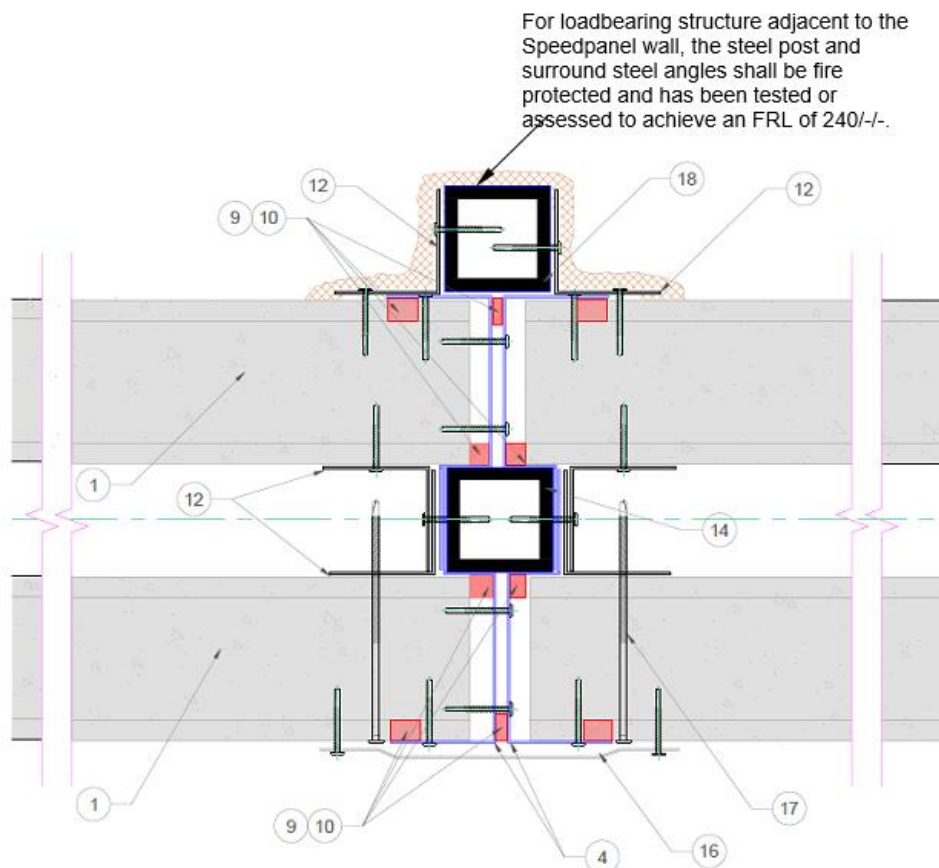 For loadbearing structure adjacent to the
Speedpanel wall, the steel post and
surround steel angles shall be fire
protected and has been tested or
assessed to achieve an FRL of 240/-/-.
12
18
12
9 10
1
1
12
14
1
17
9 10
4
16